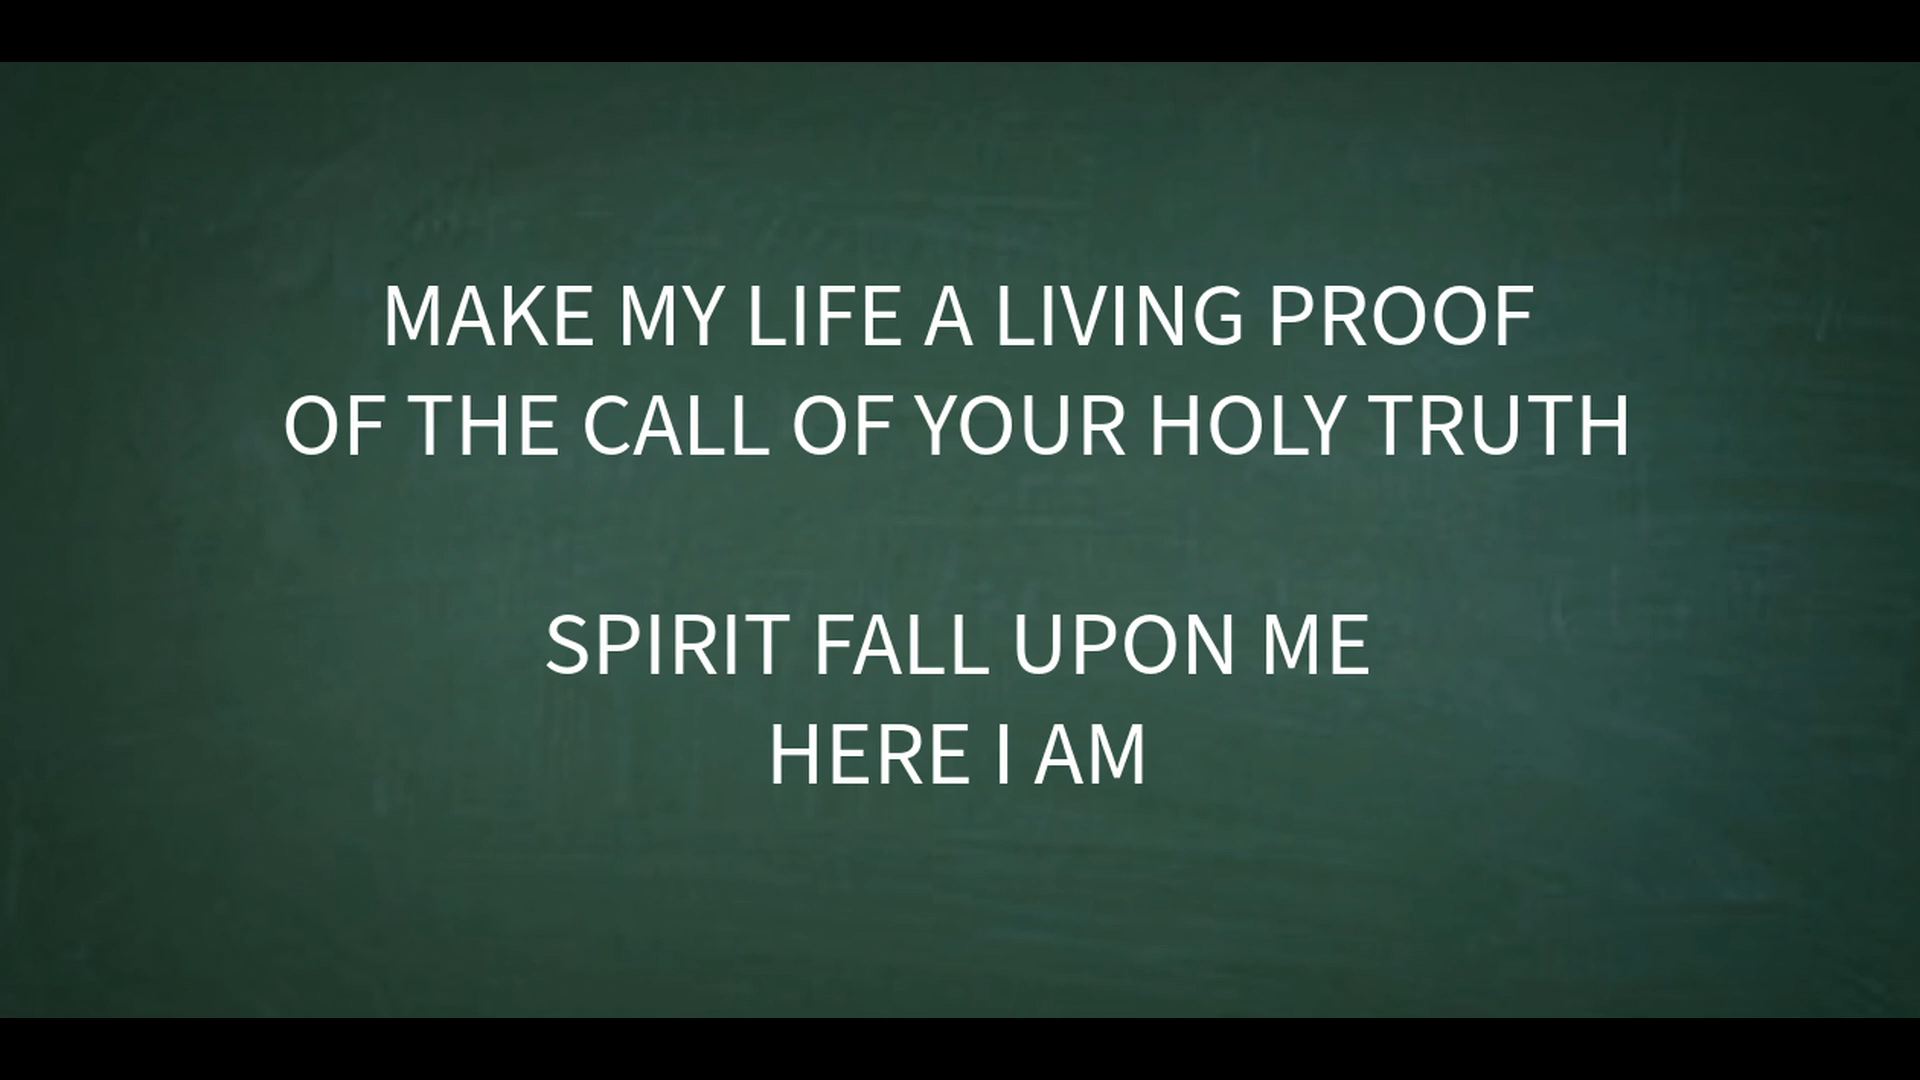 MAKE MY LIFE A LIVING PROOF
OF THE CALL OF YOUR HOLY TRUTH
SPIRIT FALL UPON ME
HERE I AM